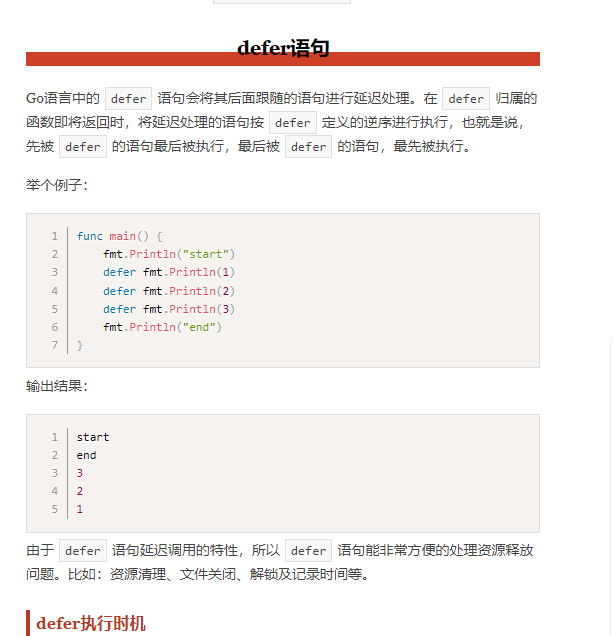 defer语句
Go语言中的 defer 语句会将其后面跟随的语句进行延迟处理。在 defer 归属的
函数即将返回时，将延迟处理的语句按 defer 定义的逆序进行执行，也就是说，
先被 defer 的语句最后被执行，最后被 defer 的语句，最先被执行。
举个例子：
1 func main() {
2     fmt.Println("start")
3     defer fmt.Println(1)
4     defer fmt.Println(2)
5     defer fmt.Println(3)
6     fmt.Println("end")
7 }
输出结果：
1 start
2 end
3 3
4 2
5 1
由于 defer 语句延迟调用的特性，所以 defer 语句能非常方便的处理资源释放
问题。比如：资源清理、文件关闭、解锁及记录时间等。
defer执行时机